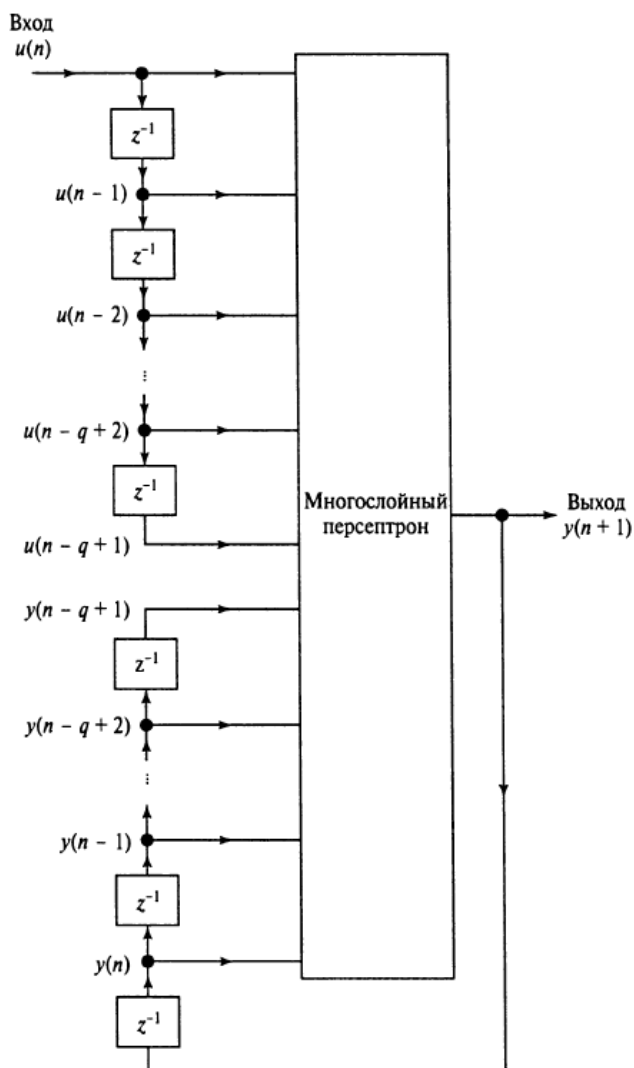 Вход
u(n)
z⁻¹
u(n – 1)
z⁻¹
u(n – 2)
...
u(n – q + 2)
z⁻¹
Многослойный
персептрон
Выход
y(n + 1)
u(n – q + 1)
y(n – q + 1)
z⁻¹
y(n – q + 2)
...
y(n – 1)
z⁻¹
y(n)
z⁻¹